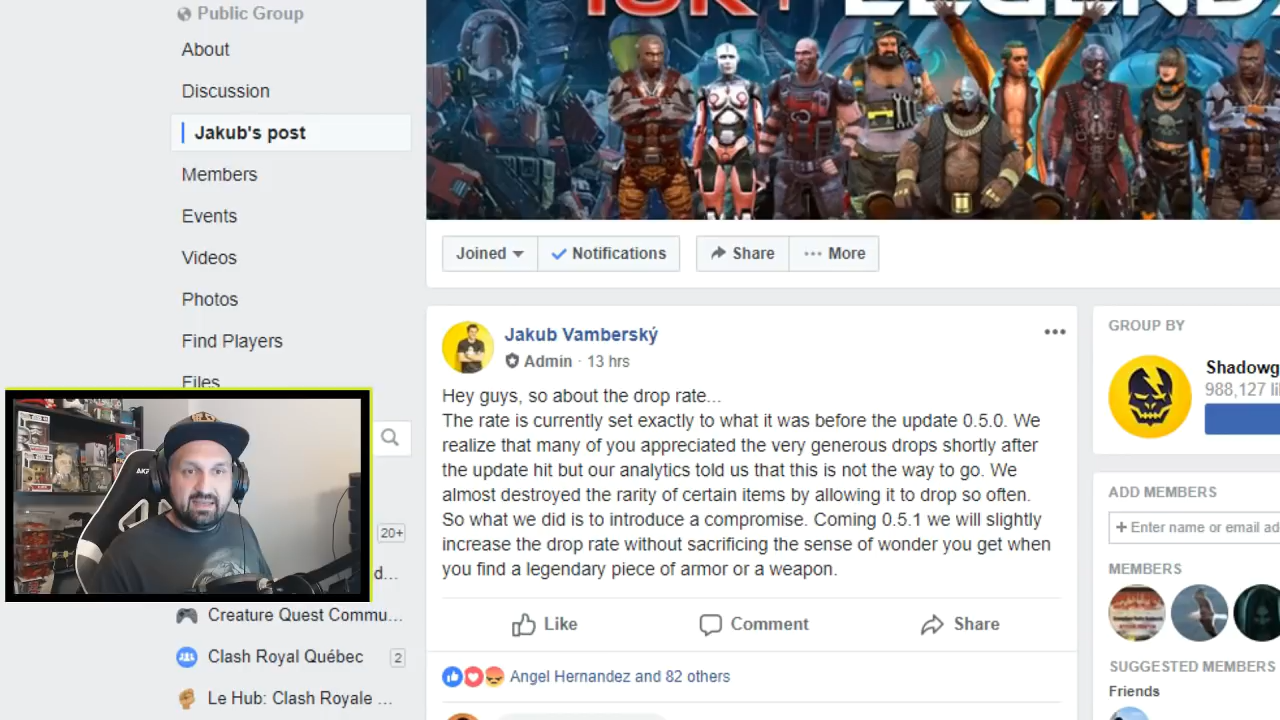 Public Group
About
Discussion
Jakub's post
Members
Events
Videos
Photos
Find Players
Files
20+
d...
Creature Quest Commu...
Clash Royal Québec 2
Le Hub: Clash Royale ...
10K+ LEGENDA
Joined Notifications Share More
Jakub Vamberský
Admin · 13 hrs
Hey guys, so about the drop rate...
The rate is currently set exactly to what it was before the update 0.5.0. We
realize that many of you appreciated the very generous drops shortly after
the update hit but our analytics told us that this is not the way to go. We
almost destroyed the rarity of certain items by allowing it to drop so often.
So what we did is to introduce a compromise. Coming 0.5.1 we will slightly
increase the drop rate without sacrificing the sense of wonder you get when
you find a legendary piece of armor or a weapon.
Like Comment Share
Angel Hernandez and 82 others
GROUP BY
Shadowg
988,127 li
ADD MEMBERS
+ Enter name or email ad
MEMBERS
SUGGESTED MEMBERS
Friends